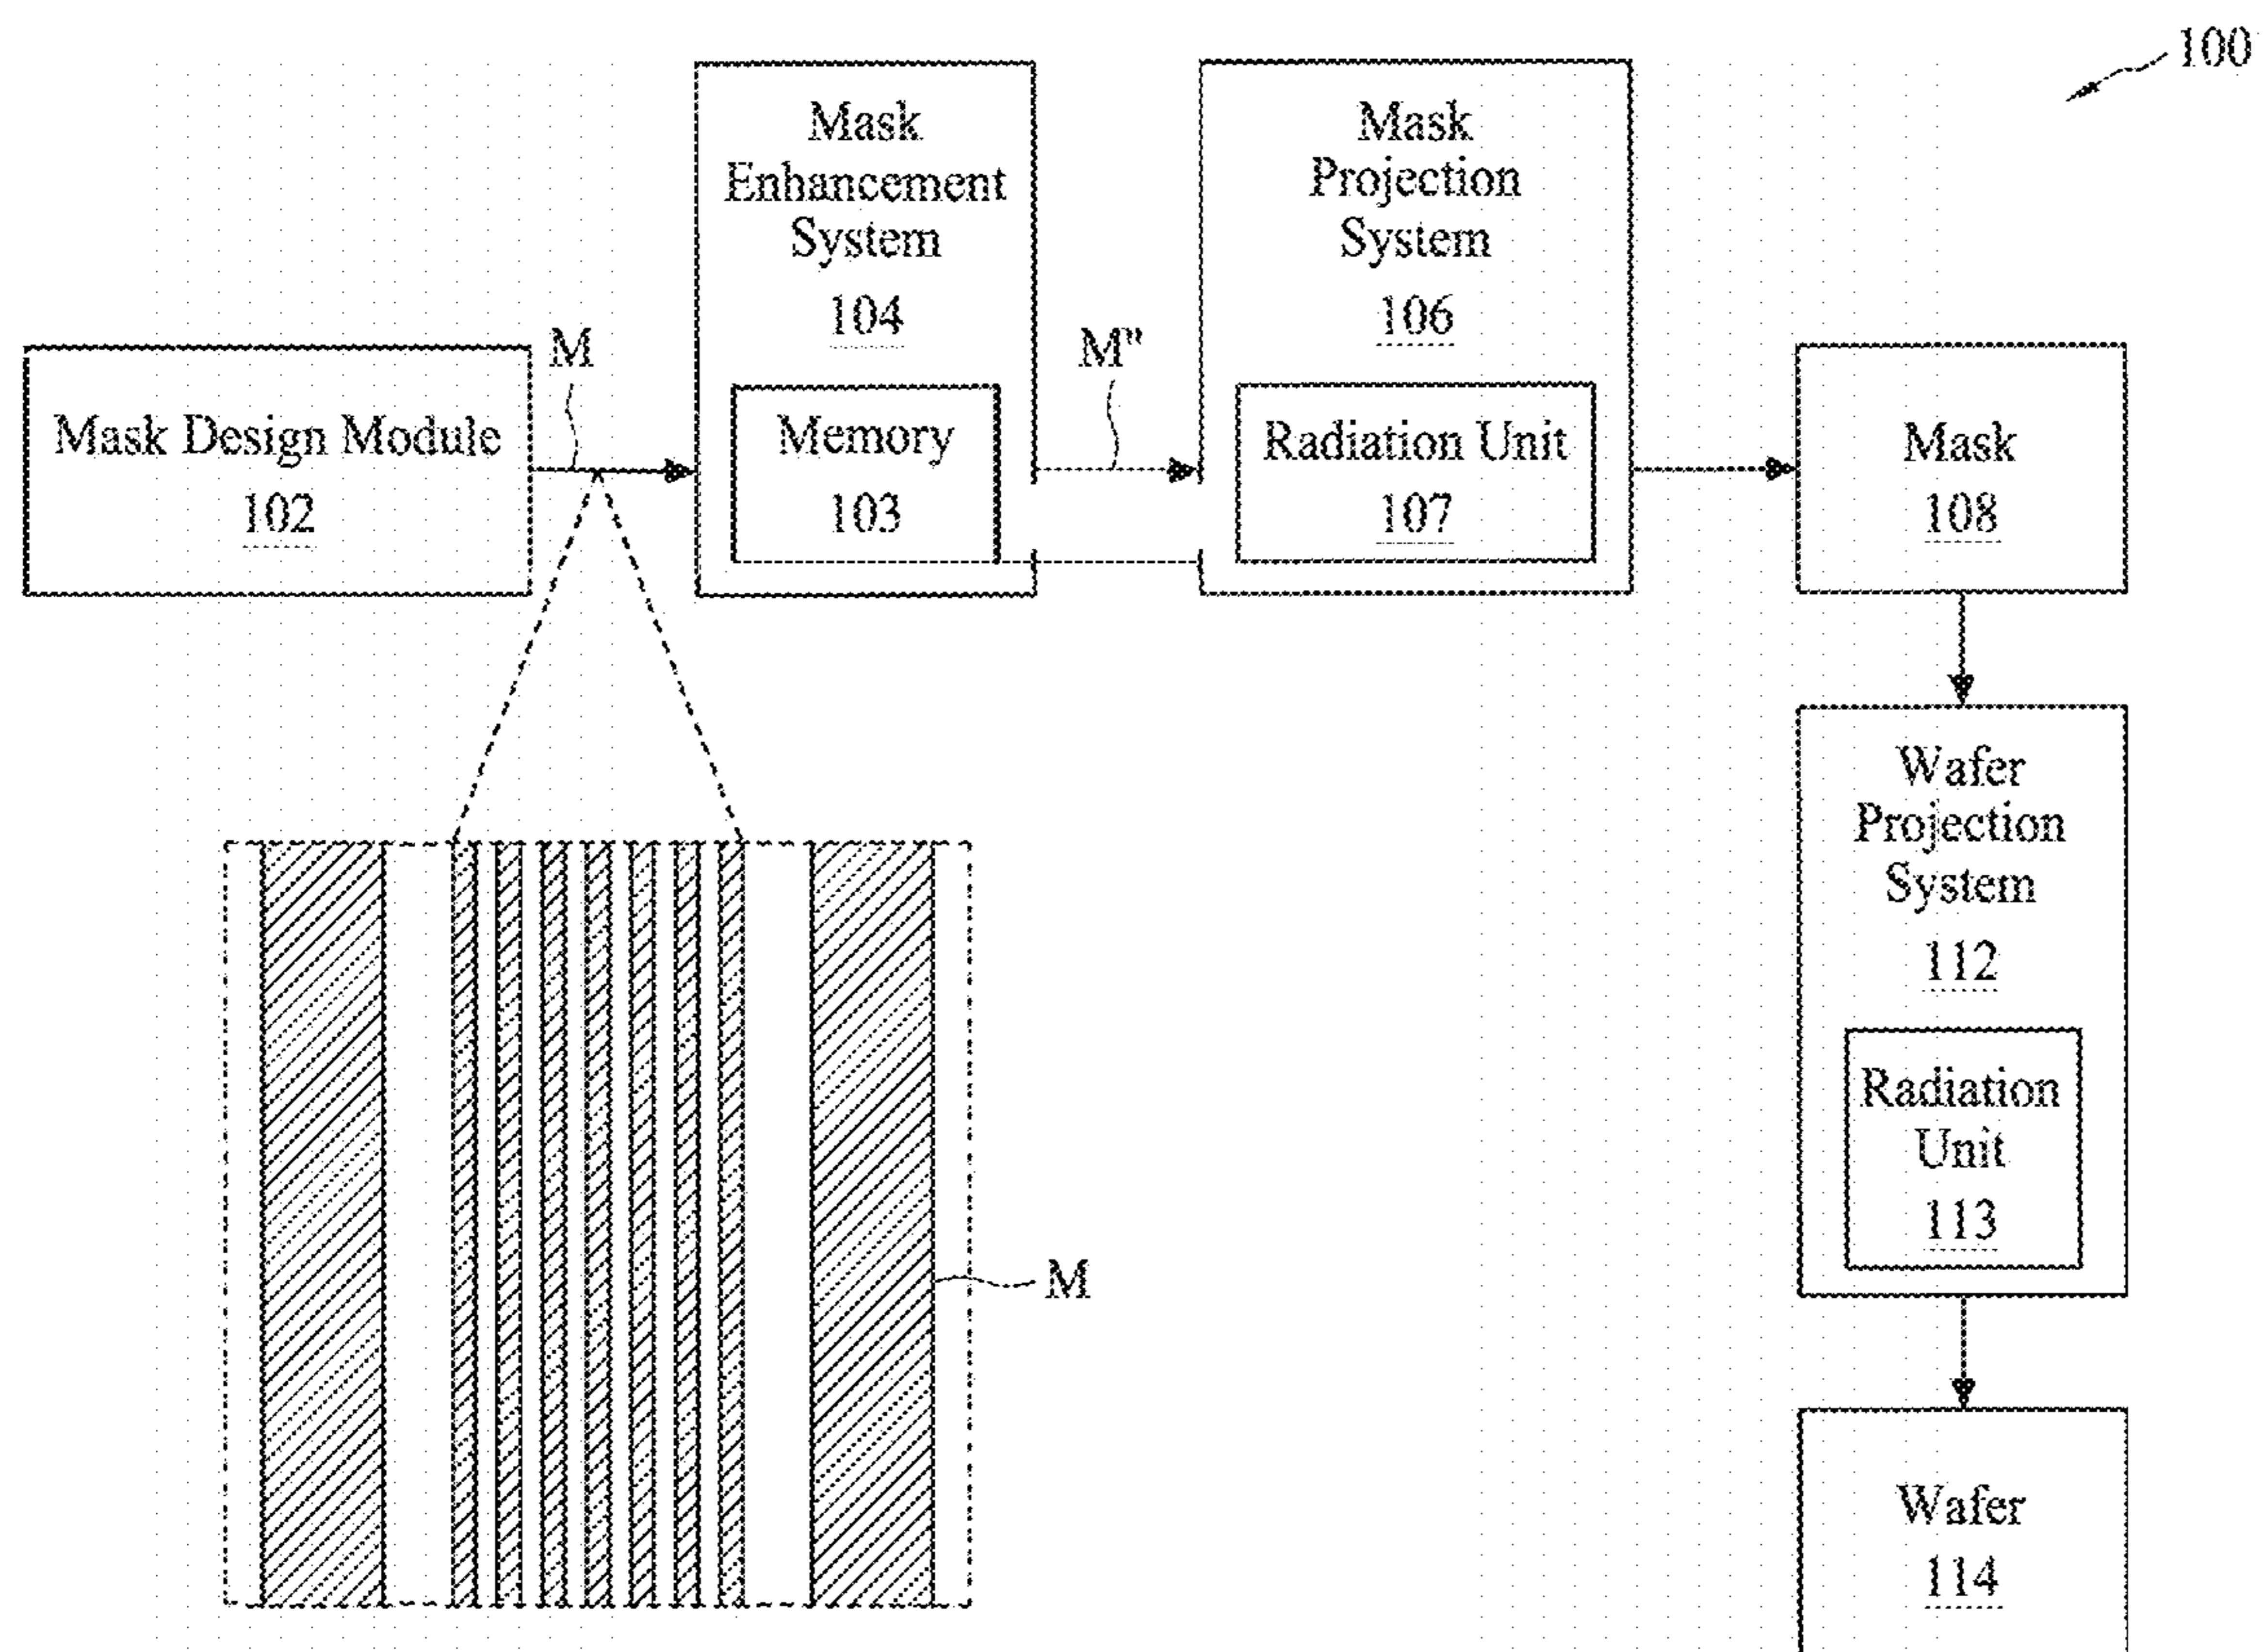 100
Mask
Enhancement
System
104
Mask
Projection
System
106
M
M"
Mask Design Module
102
Memory
103
Radiation Unit
107
Mask
108
Wafer
Projection
System
112
Radiation
Unit
113
M
Wafer
114